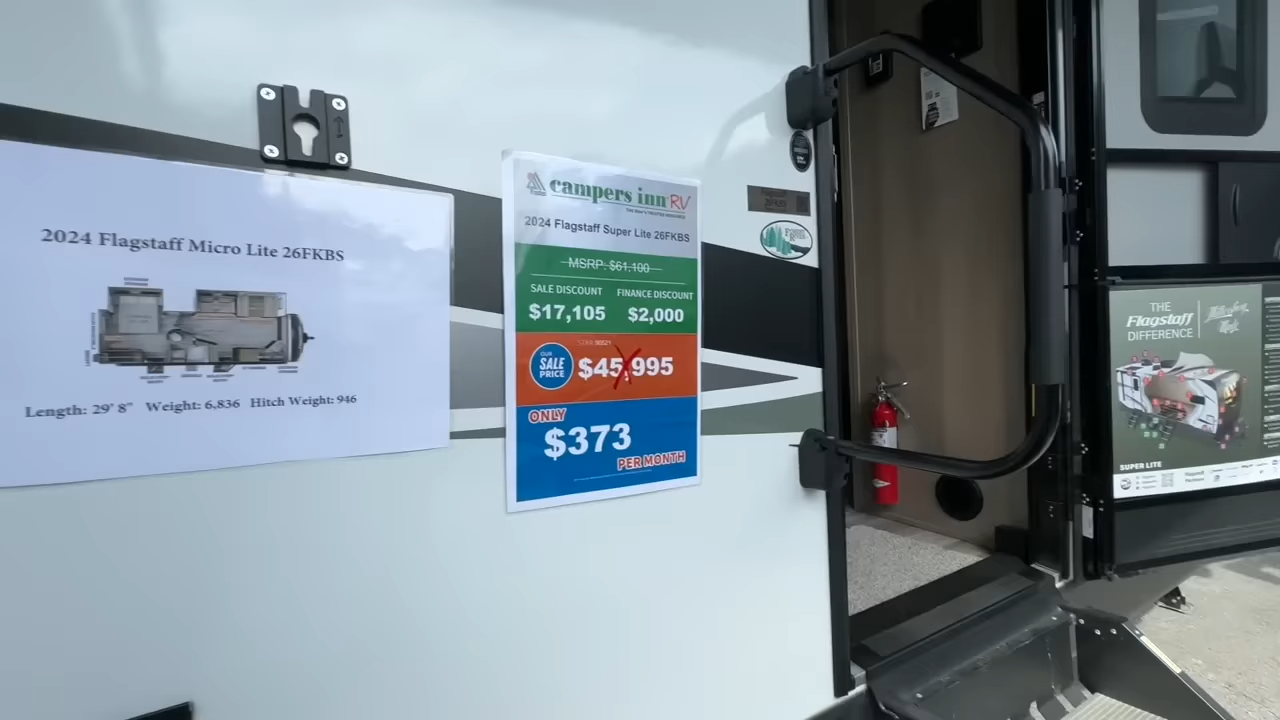 2024 Flagstaff Micro Lite 26FKBS
Length: 29' 8" Weight: 6,836 Hitch Weight: 946
campers inn RV
2024 Flagstaff Super Lite 26FKBS
MSRP: $61,100
SALE DISCOUNT FINANCE DISCOUNT
$17,105 $2,000
OUR
SALE
PRICE
$45,995
ONLY
$373
PER MONTH
THE
Flagstaff
DIFFERENCE
SUPER LITE